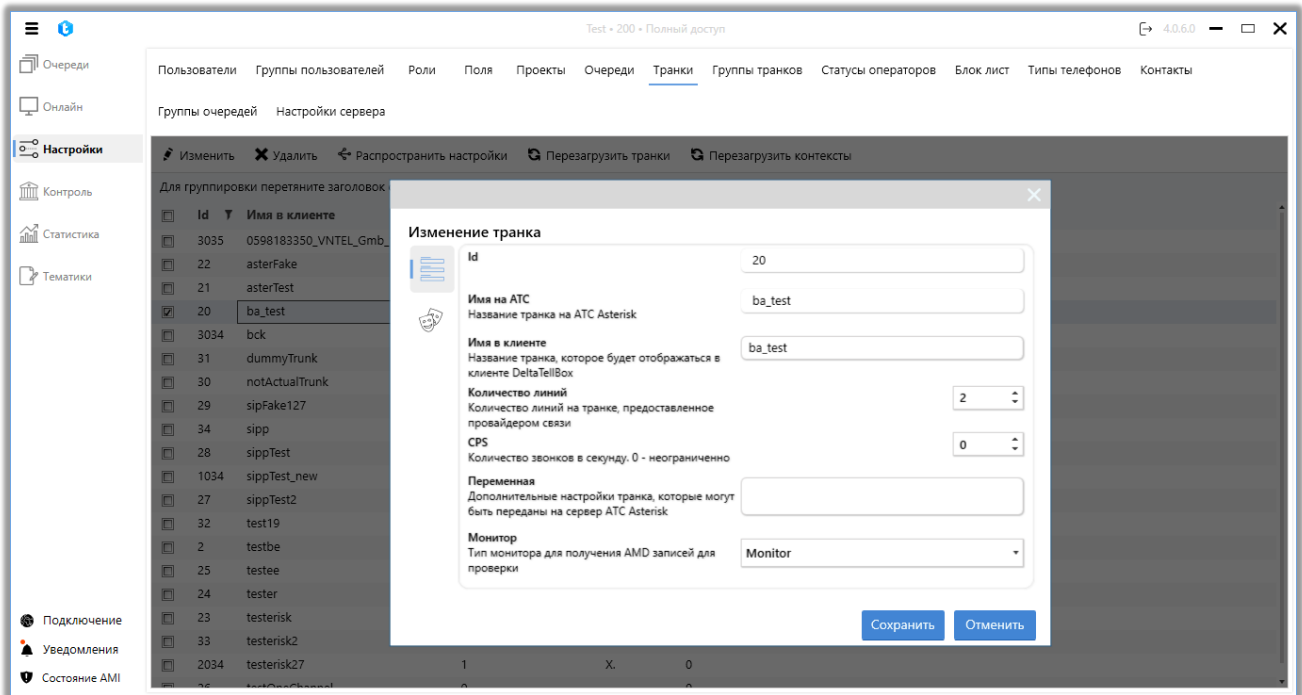 Test • 200 • Полный доступ
4.0.6.0
Очереди
Онлайн
Настройки
Контроль
Статистика
Тематики
Подключение
Уведомления
Состояние AMI
Пользователи Группы пользователей Роли Поля Проекты Очереди Транки Группы транков Статусы операторов Блок лист Типы телефонов Контакты
Группы очередей Настройки сервера
Изменить Удалить Распространить настройки Перезагрузить транки Перезагрузить контексты
Для группировки перетяните заголовок
Id Имя в клиенте
3035 0598183350_VNTEL_Gmb_
22 asterFake
21 asterTest
20 ba_test
3034 bck
31 dummyTrunk
30 notActualTrunk
29 sipFake127
34 sipp
28 sippTest
1034 sippTest_new
27 sippTest2
32 test19
2 testbe
25 testee
24 tester
23 testerisk
33 testerisk2
2034 testerisk27 1 X. 0
Изменение транка
Id
20
Имя на АТС
Название транка на АТС Asterisk
ba_test
Имя в клиенте
Название транка, которое будет отображаться в
клиенте DeltaTellBox
ba_test
Количество линий
Количество линий на транке, предоставленное
провайдером связи
2
CPS
Количество звонков в секунду. 0 - неограниченно
0
Переменная
Дополнительные настройки транка, которые могут
быть переданы на сервер АТС Asterisk
Монитор
Тип монитора для получения AMD записей для
проверки
Monitor
Сохранить Отменить